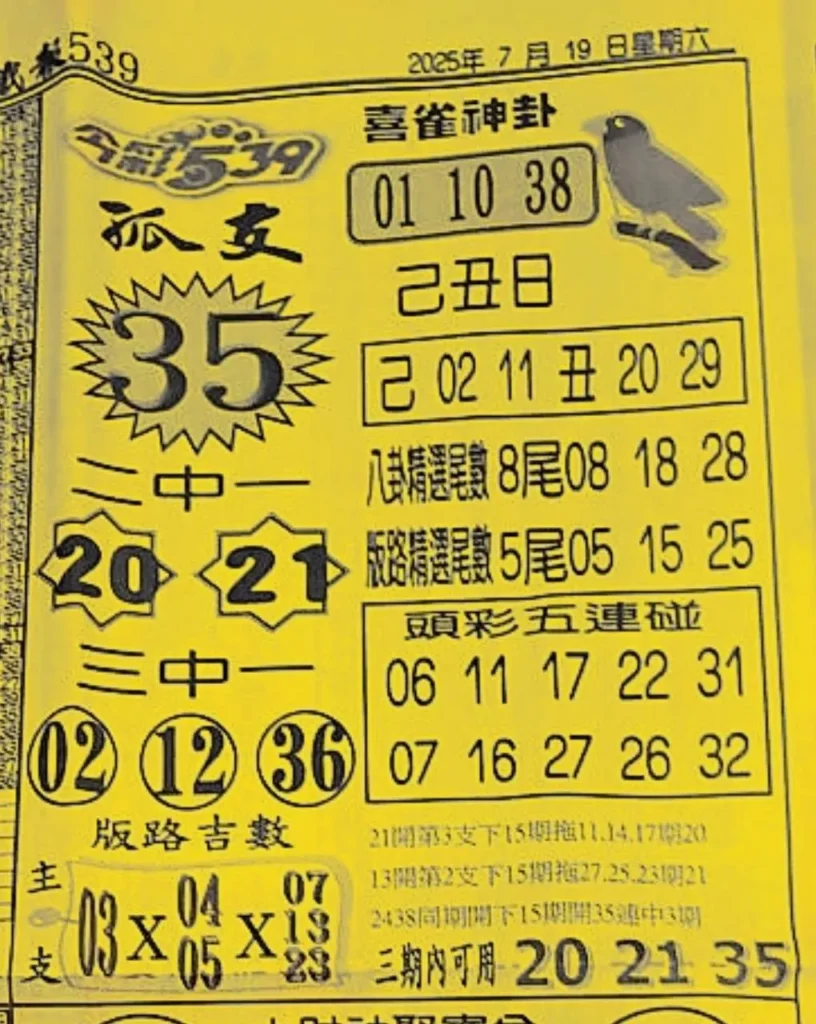 報539
2025年 7 月 19 日星期六
今彩539
孤支
35
二中一
20 21
三中一
02 12 36
版路吉數
主支
03 X 04 05 X 07 13 23
喜雀神卦
01 10 38
己丑日
己 02 11 丑 20 29
八卦精選尾數 8尾08 18 28
版路精選尾數 5尾05 15 25
頭彩五連碰
06 11 17 22 31
07 16 27 26 32
21開第3支下15期拖11.14.17期20
13開第2支下15期拖27.25.23期21
2438同期開下15期開35連中3期
三期內可用 20 21 35